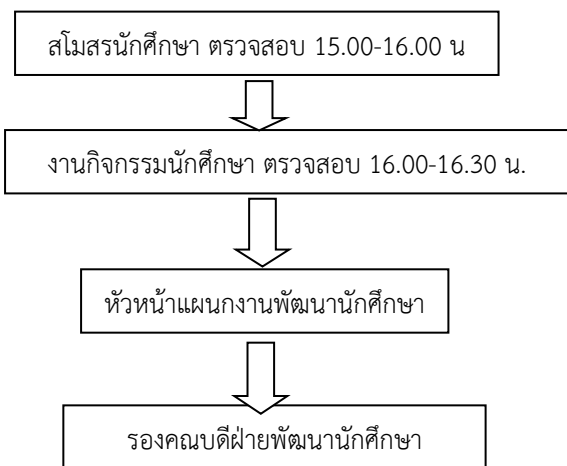 สโมสรนักศึกษา ตรวจสอบ 15.00-16.00 น
งานกิจกรรมนักศึกษา ตรวจสอบ 16.00-16.30 น.
หัวหน้าแผนกงานพัฒนานักศึกษา
รองคณบดีฝ่ายพัฒนานักศึกษา